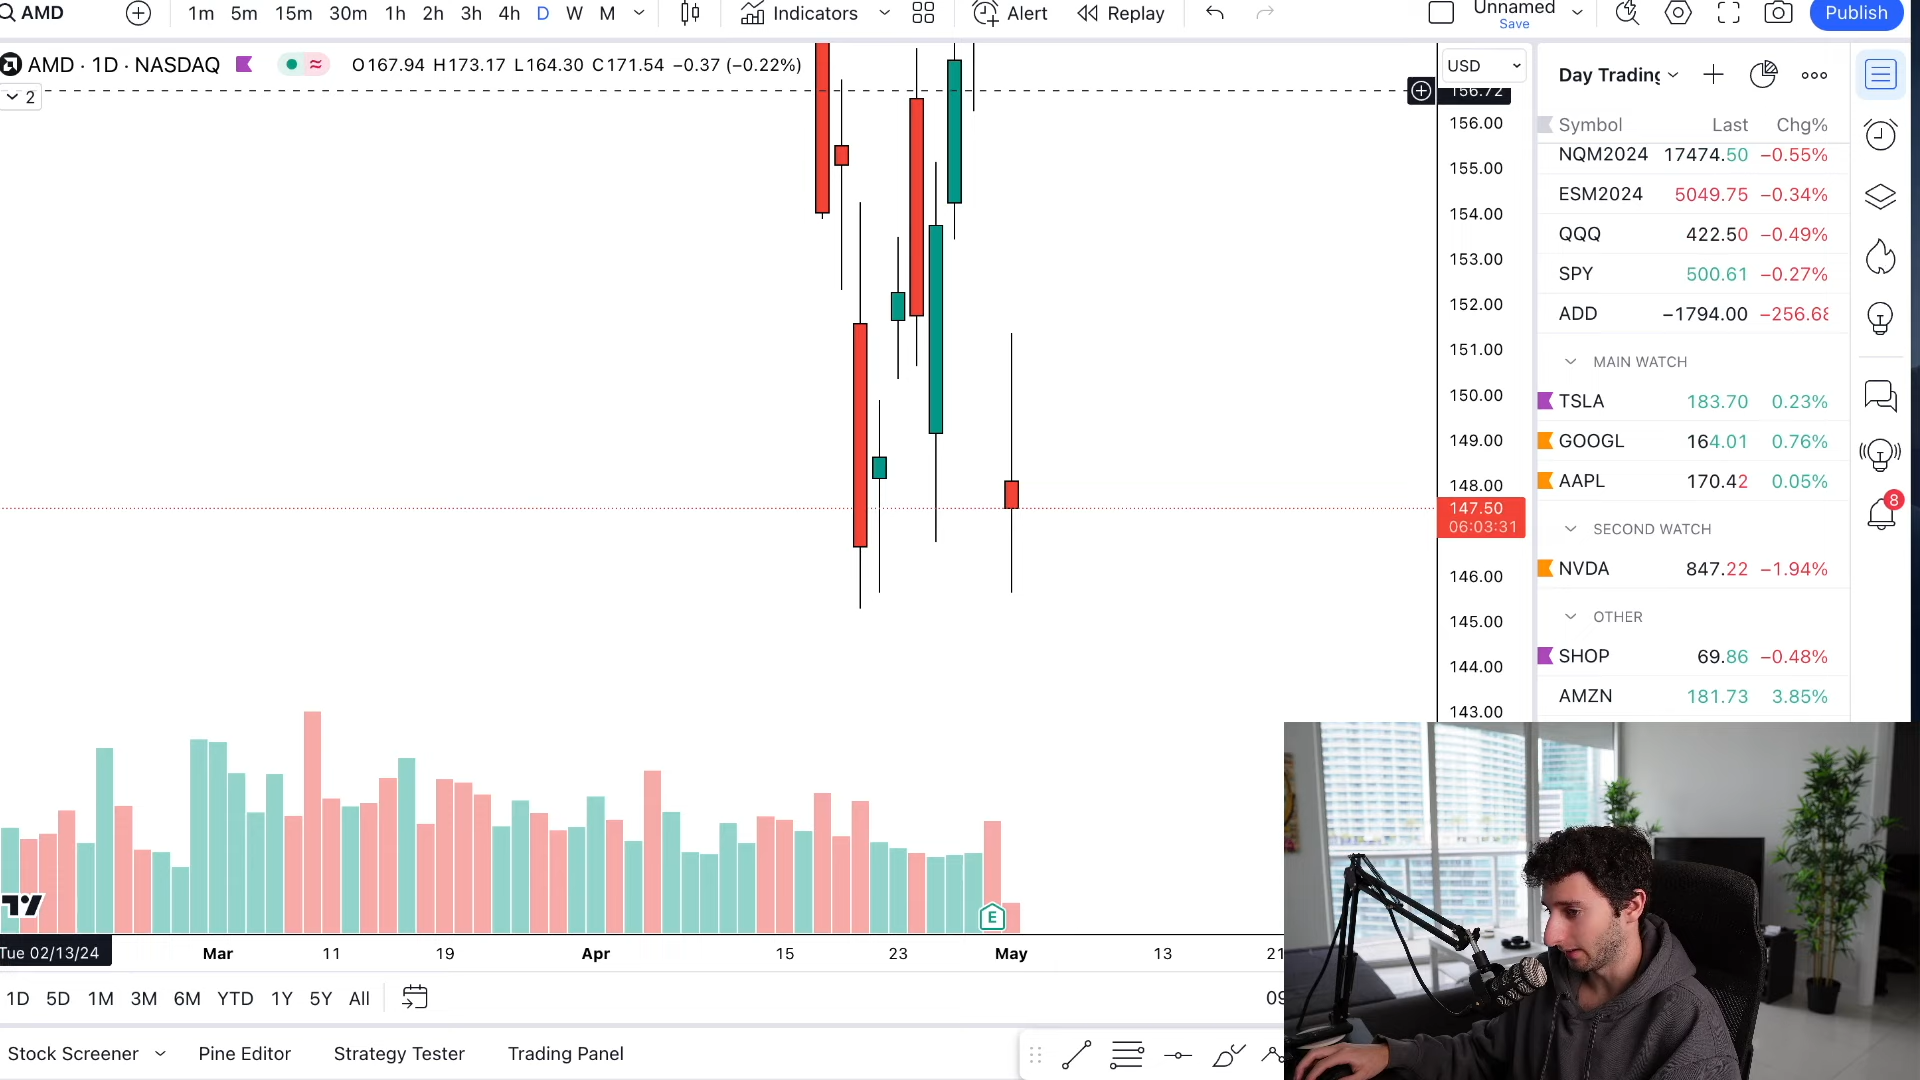 AMD 1m 5m 15m 30m 1h 2h 3h 4h D W M Indicators Alert Replay Unnamed Save Publish
AMD · 1D · NASDAQ O167.94 H173.17 L164.30 C171.54 −0.37 (−0.22%) USD
2
156.72
156.00
155.00
154.00
153.00
152.00
151.00
150.00
149.00
148.00
147.50
06:03:31
146.00
145.00
144.00
143.00
Day Trading
Symbol Last Chg%
NQM2024 17474.50 −0.55%
ESM2024 5049.75 −0.34%
QQQ 422.50 −0.49%
SPY 500.61 −0.27%
ADD −1794.00 −256.68
MAIN WATCH
TSLA 183.70 0.23%
GOOGL 164.01 0.76%
AAPL 170.42 0.05%
SECOND WATCH
NVDA 847.22 −1.94%
OTHER
SHOP 69.86 −0.48%
AMZN 181.73 3.85%
8
E
Tue 02/13/24 Mar 11 19 Apr 15 23 May 13 21
1D 5D 1M 3M 6M YTD 1Y 5Y All 09
Stock Screener Pine Editor Strategy Tester Trading Panel